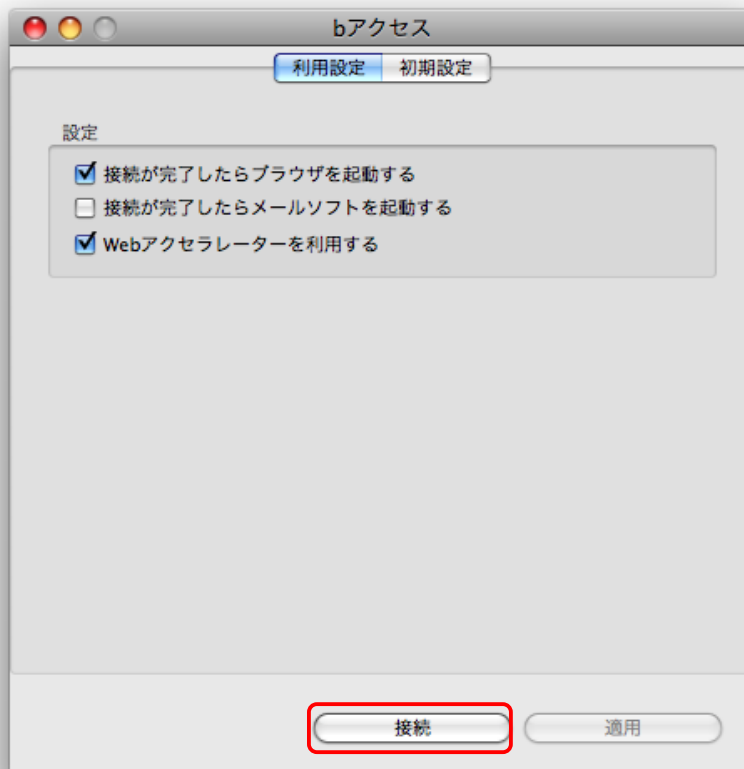 bアクセス
利用設定 初期設定
設定
接続が完了したらブラウザを起動する
接続が完了したらメールソフトを起動する
Webアクセラレーターを利用する
接続 適用